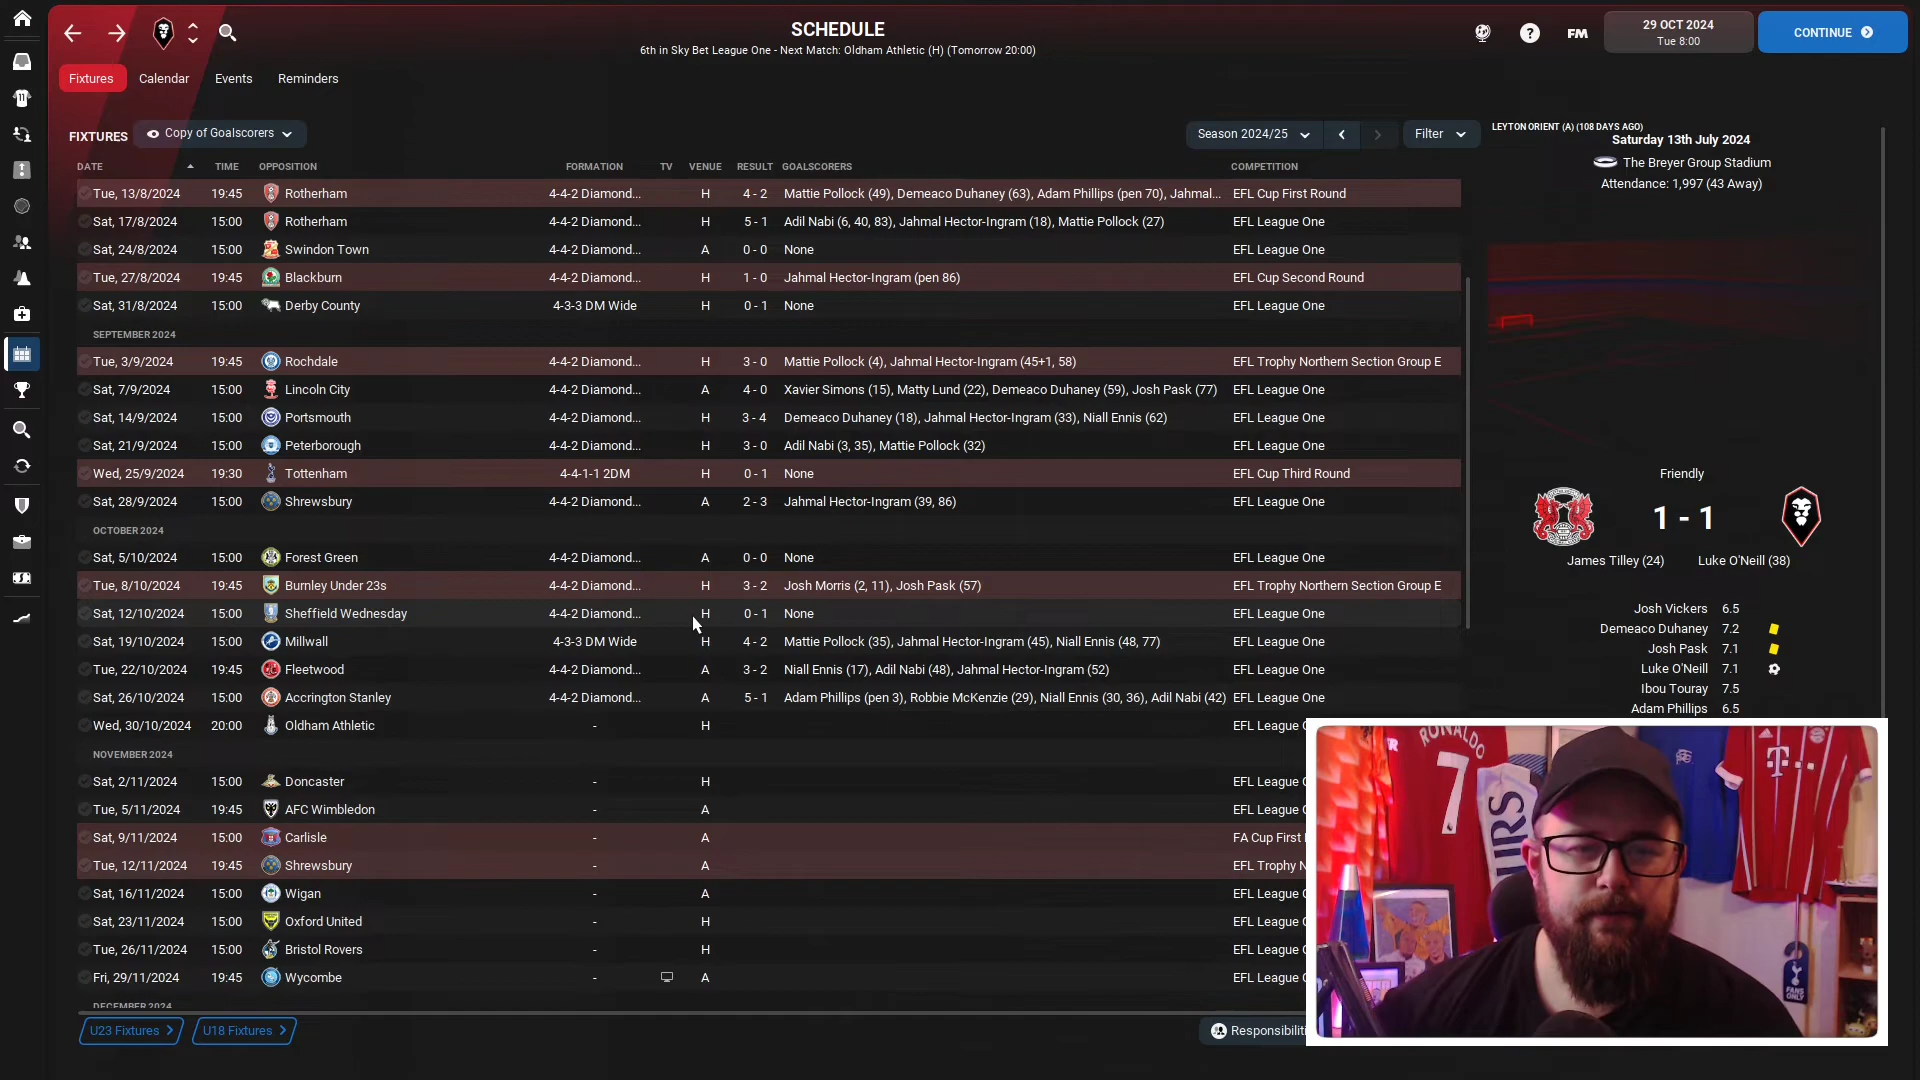 SCHEDULE
6th in Sky Bet League One - Next Match: Oldham Athletic (H) (Tomorrow 20:00)
FM
29 OCT 2024
Tue 8:00
CONTINUE
Fixtures Calendar Events Reminders
FIXTURES Copy of Goalscorers Season 2024/25 Filter
DATE TIME OPPOSITION FORMATION TV VENUE RESULT GOALSCORERS COMPETITION
Tue, 13/8/2024 19:45 Rotherham 4-4-2 Diamond... H 4 - 2 Mattie Pollock (49), Demeaco Duhaney (63), Adam Phillips (pen 70), Jahmal... EFL Cup First Round
Sat, 17/8/2024 15:00 Rotherham 4-4-2 Diamond... H 5 - 1 Adil Nabi (6, 40, 83), Jahmal Hector-Ingram (18), Mattie Pollock (27) EFL League One
Sat, 24/8/2024 15:00 Swindon Town 4-4-2 Diamond... A 0 - 0 None EFL League One
Tue, 27/8/2024 19:45 Blackburn 4-4-2 Diamond... H 1 - 0 Jahmal Hector-Ingram (pen 86) EFL Cup Second Round
Sat, 31/8/2024 15:00 Derby County 4-3-3 DM Wide H 0 - 1 None EFL League One
SEPTEMBER 2024
Tue, 3/9/2024 19:45 Rochdale 4-4-2 Diamond... H 3 - 0 Mattie Pollock (4), Jahmal Hector-Ingram (45+1, 58) EFL Trophy Northern Section Group E
Sat, 7/9/2024 15:00 Lincoln City 4-4-2 Diamond... A 4 - 0 Xavier Simons (15), Matty Lund (22), Demeaco Duhaney (59), Josh Pask (77) EFL League One
Sat, 14/9/2024 15:00 Portsmouth 4-4-2 Diamond... H 3 - 4 Demeaco Duhaney (18), Jahmal Hector-Ingram (33), Niall Ennis (62) EFL League One
Sat, 21/9/2024 15:00 Peterborough 4-4-2 Diamond... H 3 - 0 Adil Nabi (3, 35), Mattie Pollock (32) EFL League One
Wed, 25/9/2024 19:30 Tottenham 4-4-1-1 2DM H 0 - 1 None EFL Cup Third Round
Sat, 28/9/2024 15:00 Shrewsbury 4-4-2 Diamond... A 2 - 3 Jahmal Hector-Ingram (39, 86) EFL League One
OCTOBER 2024
Sat, 5/10/2024 15:00 Forest Green 4-4-2 Diamond... A 0 - 0 None EFL League One
Tue, 8/10/2024 19:45 Burnley Under 23s 4-4-2 Diamond... H 3 - 2 Josh Morris (2, 11), Josh Pask (57) EFL Trophy Northern Section Group E
Sat, 12/10/2024 15:00 Sheffield Wednesday 4-4-2 Diamond... H 0 - 1 None EFL League One
Sat, 19/10/2024 15:00 Millwall 4-3-3 DM Wide H 4 - 2 Mattie Pollock (35), Jahmal Hector-Ingram (45), Niall Ennis (48, 77) EFL League One
Tue, 22/10/2024 19:45 Fleetwood 4-4-2 Diamond... A 3 - 2 Niall Ennis (17), Adil Nabi (48), Jahmal Hector-Ingram (52) EFL League One
Sat, 26/10/2024 15:00 Accrington Stanley 4-4-2 Diamond... A 5 - 1 Adam Phillips (pen 3), Robbie McKenzie (29), Niall Ennis (30, 36), Adil Nabi (42) EFL League One
Wed, 30/10/2024 20:00 Oldham Athletic - H EFL League
NOVEMBER 2024
Sat, 2/11/2024 15:00 Doncaster - H EFL League
Tue, 5/11/2024 19:45 AFC Wimbledon - A EFL League
Sat, 9/11/2024 15:00 Carlisle - A FA Cup First
Tue, 12/11/2024 19:45 Shrewsbury - A EFL Trophy N
Sat, 16/11/2024 15:00 Wigan - A EFL League
Sat, 23/11/2024 15:00 Oxford United - H EFL League
Tue, 26/11/2024 15:00 Bristol Rovers - H EFL League
Fri, 29/11/2024 19:45 Wycombe - A EFL League
DECEMBER 2024
U23 Fixtures U18 Fixtures Responsibiliti
LEYTON ORIENT (A) (108 DAYS AGO)
Saturday 13th July 2024
The Breyer Group Stadium
Attendance: 1,997 (43 Away)
Friendly
1 - 1
James Tilley (24) Luke O'Neill (38)
Josh Vickers 6.5
Demeaco Duhaney 7.2
Josh Pask 7.1
Luke O'Neill 7.1
Ibou Touray 7.5
Adam Phillips 6.5
RONALDO
7
T
FANS
ONLY